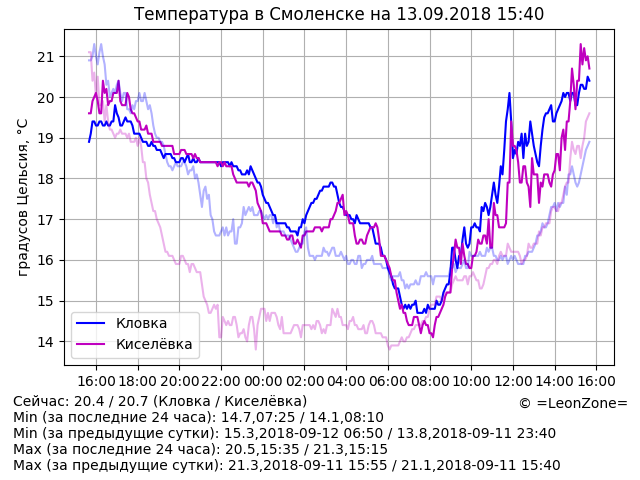 Температура в Смоленске на 13.09.2018 15:40
градусов Цельсия, °C
21
20
19
18
17
16
15
14
Кловка
Киселёвка
16:00 18:00 20:00 22:00 00:00 02:00 04:00 06:00 08:00 10:00 12:00 14:00 16:00
Сейчас: 20.4 / 20.7 (Кловка / Киселёвка)
© =LeonZone=
Min (за последние 24 часа): 14.7,07:25 / 14.1,08:10
Min (за предыдущие сутки): 15.3,2018-09-12 06:50 / 13.8,2018-09-11 23:40
Max (за последние 24 часа): 20.5,15:35 / 21.3,15:15
Max (за предыдущие сутки): 21.3,2018-09-11 15:55 / 21.1,2018-09-11 15:40